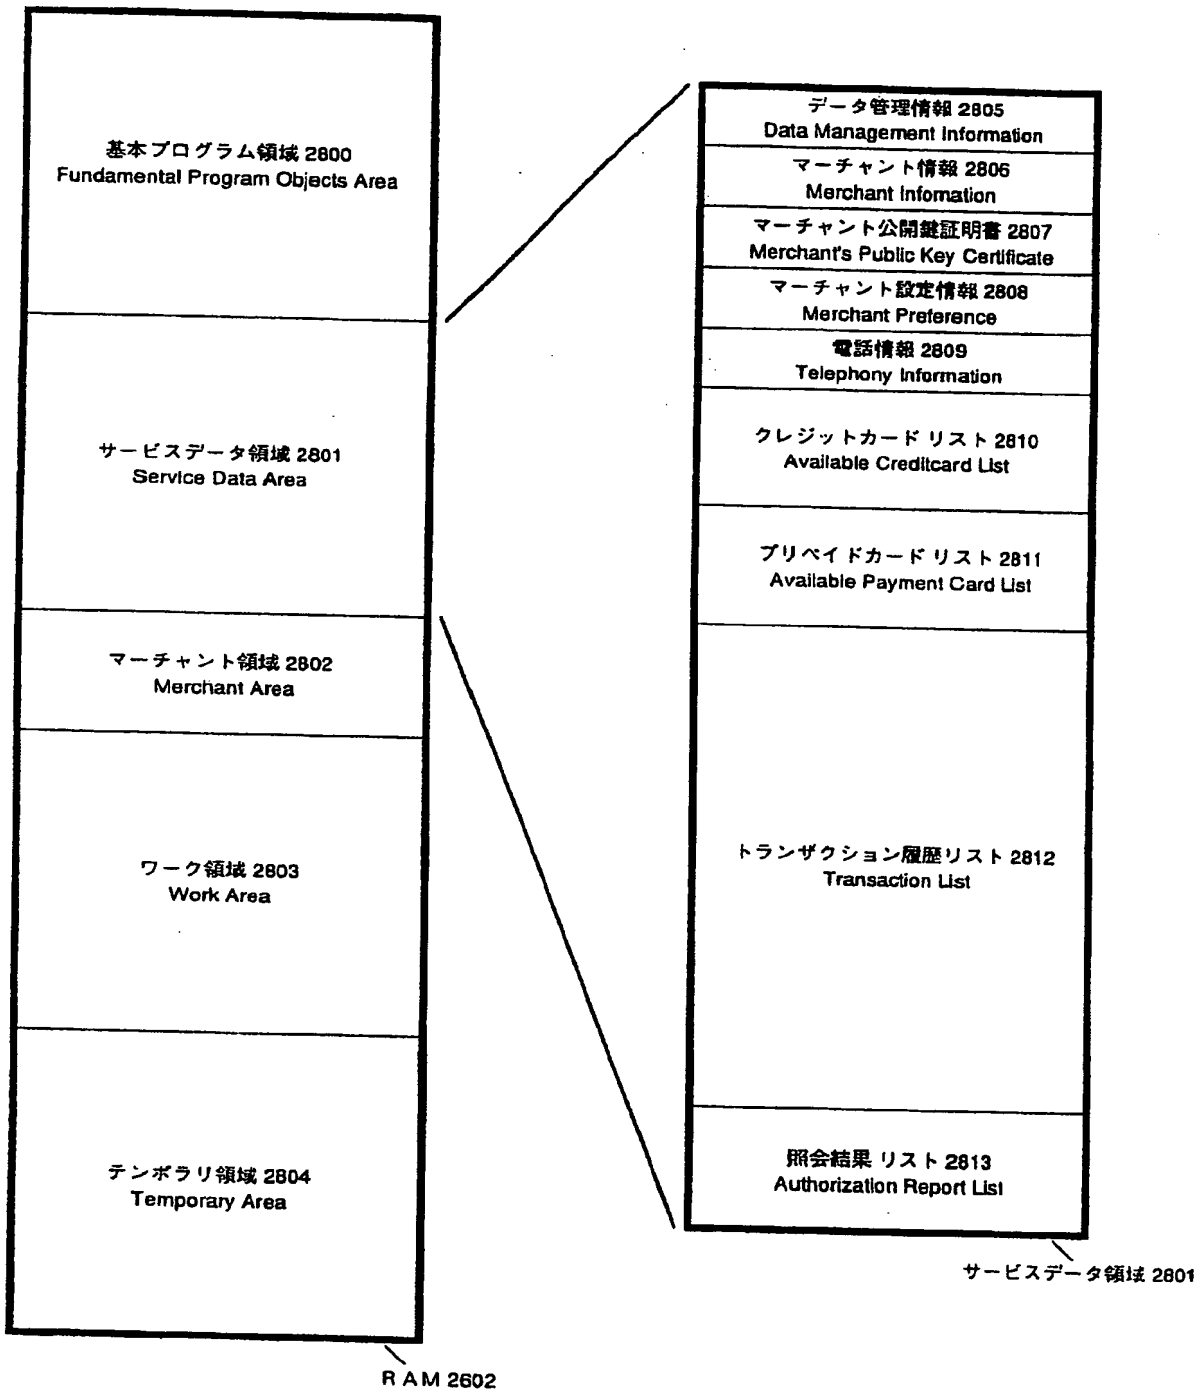 基本プログラム領域 2800
Fundamental Program Objects Area
サービスデータ領域 2801
Service Data Area
マーチャント領域 2802
Merchant Area
ワーク領域 2803
Work Area
テンポラリ領域 2804
Temporary Area
RAM 2602
データ管理情報 2805
Data Management Information
マーチャント情報 2806
Merchant Infomation
マーチャント公開鍵証明書 2807
Merchant's Public Key Certificate
マーチャント設定情報 2808
Merchant Preference
電話情報 2809
Telephony Information
クレジットカード リスト 2810
Available Creditcard List
プリペイドカード リスト 2811
Available Payment Card List
トランザクション履歴リスト 2812
Transaction List
照会結果 リスト 2813
Authorization Report List
サービスデータ領域 2801